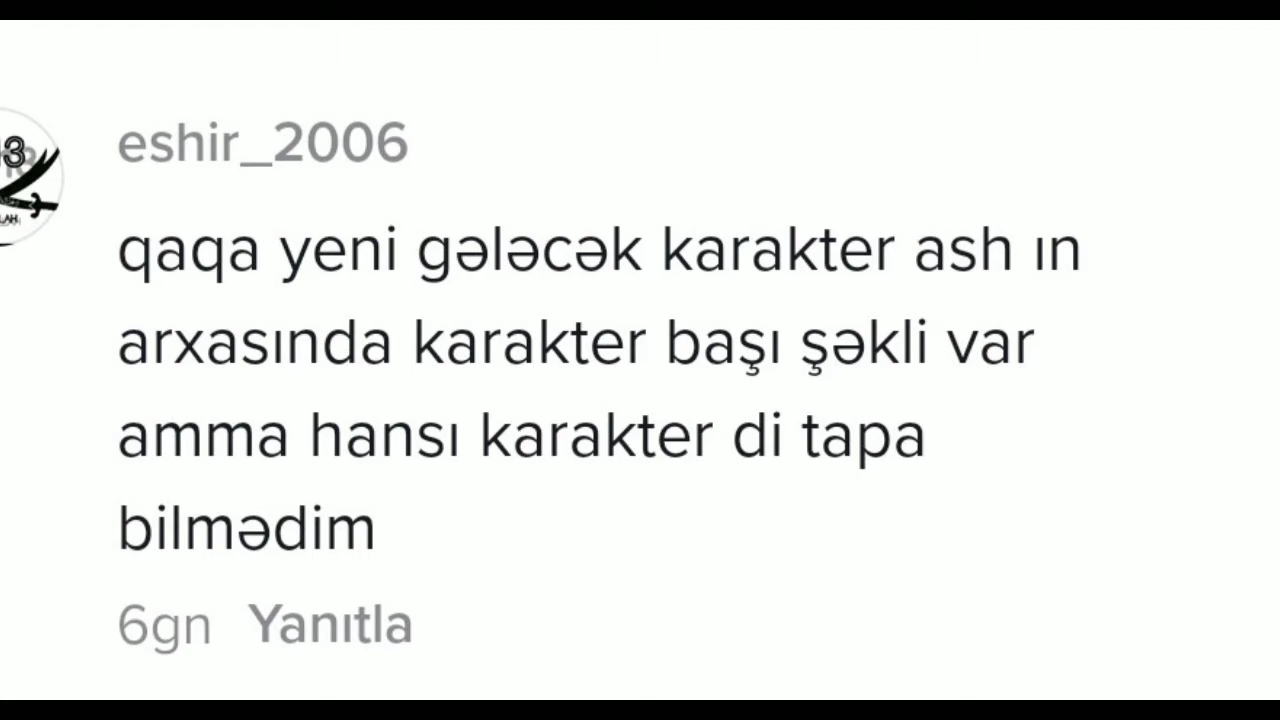 eshir_2006
qaqa yeni gələcək karakter ash ın
arxasında karakter başı şəkli var
amma hansı karakter di tapa
bilmədim
6gn Yanıtla